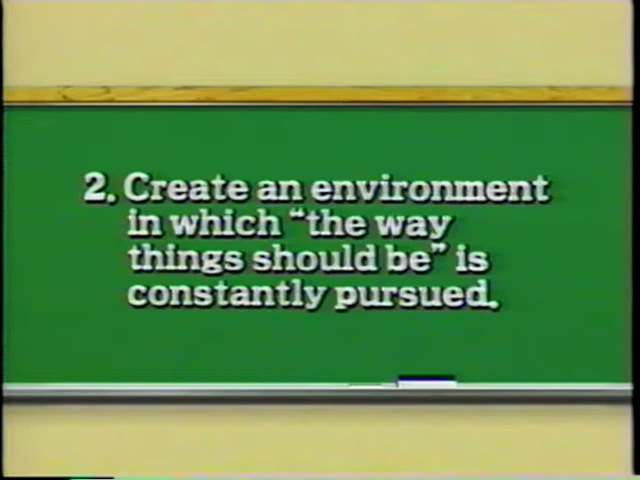 2. Create an environment
in which “the way
things should be” is
constantly pursued.